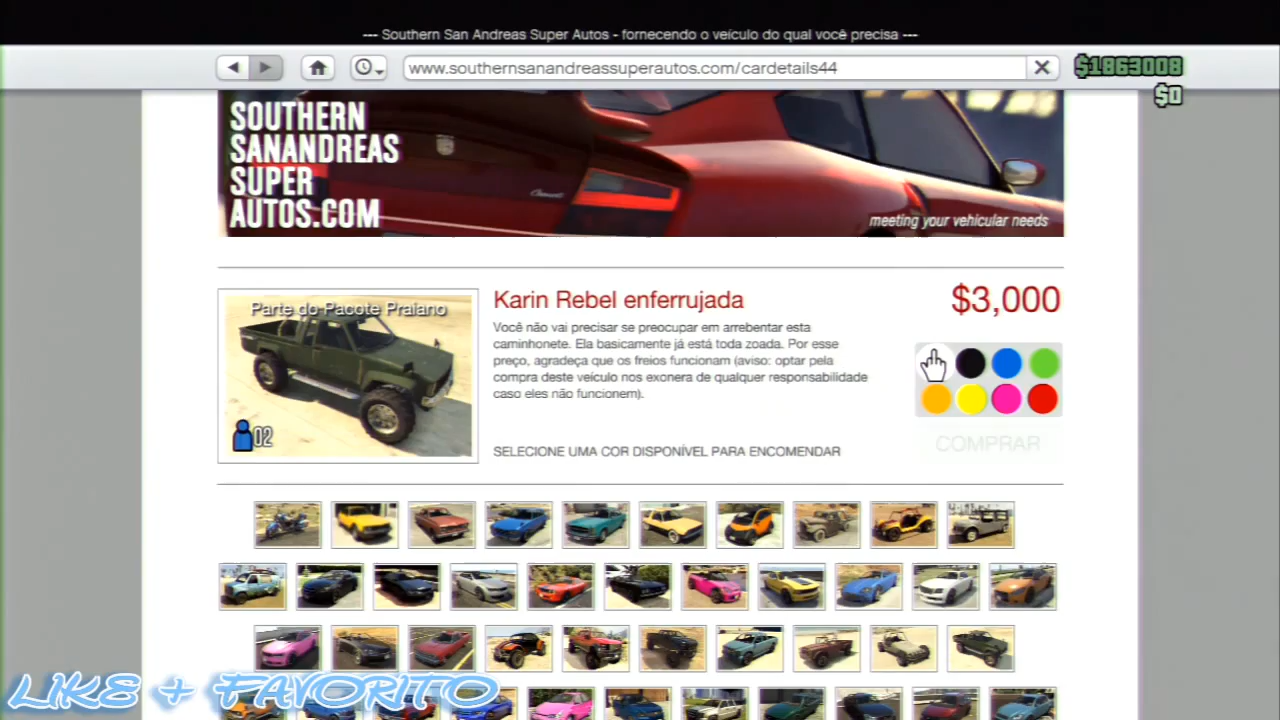 --- Southern San Andreas Super Autos - fornecendo o veículo do qual você precisa ---
www.southernsanandreassuperautos.com/cardetails44
$1863008
$0
SOUTHERN
SANANDREAS
SUPER
AUTOS.COM
meeting your vehicular needs
Parte do Pacote Praiano
02
Karin Rebel enferrujada
$3,000
Você não vai precisar se preocupar em arrebentar esta
caminhonete. Ela basicamente já está toda zoada. Por esse
preço, agradeça que os freios funcionam (aviso: optar pela
compra deste veículo nos exonera de qualquer responsabilidade
caso eles não funcionem).
SELECIONE UMA COR DISPONÍVEL PARA ENCOMENDAR
COMPRAR
LIKE + FAVORITO